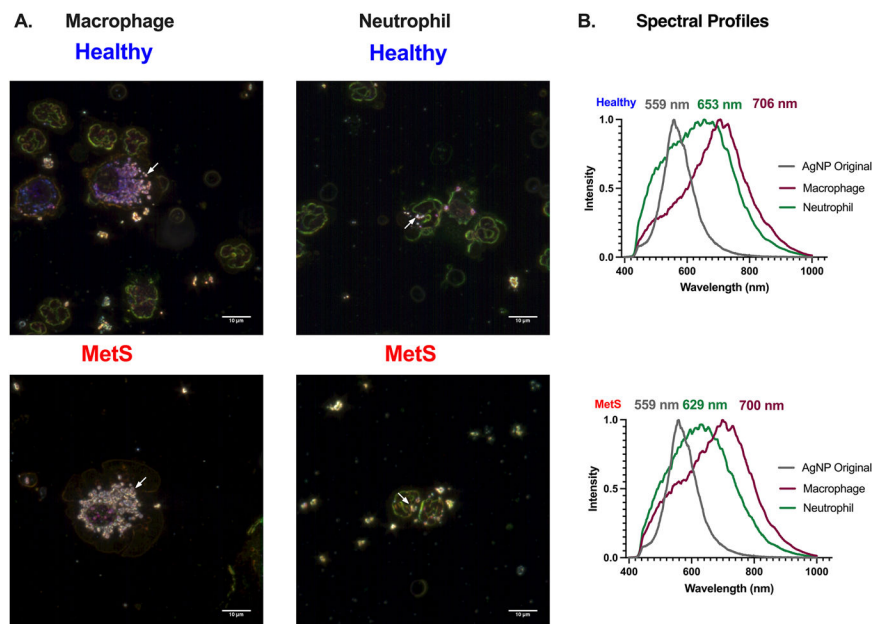 A. Macrophage Neutrophil B. Spectral Profiles
Healthy Healthy
Healthy 559 nm 653 nm 706 nm
1.0
0.5
0.0
Intensity
400 600 800 1000
Wavelength (nm)
AgNP Original
Macrophage
Neutrophil
10 µm
10 µm
MetS MetS
MetS 559 nm 629 nm 700 nm
1.0
0.5
0.0
Intensity
400 600 800 1000
Wavelength (nm)
AgNP Original
Macrophage
Neutrophil
10 µm
10 µm